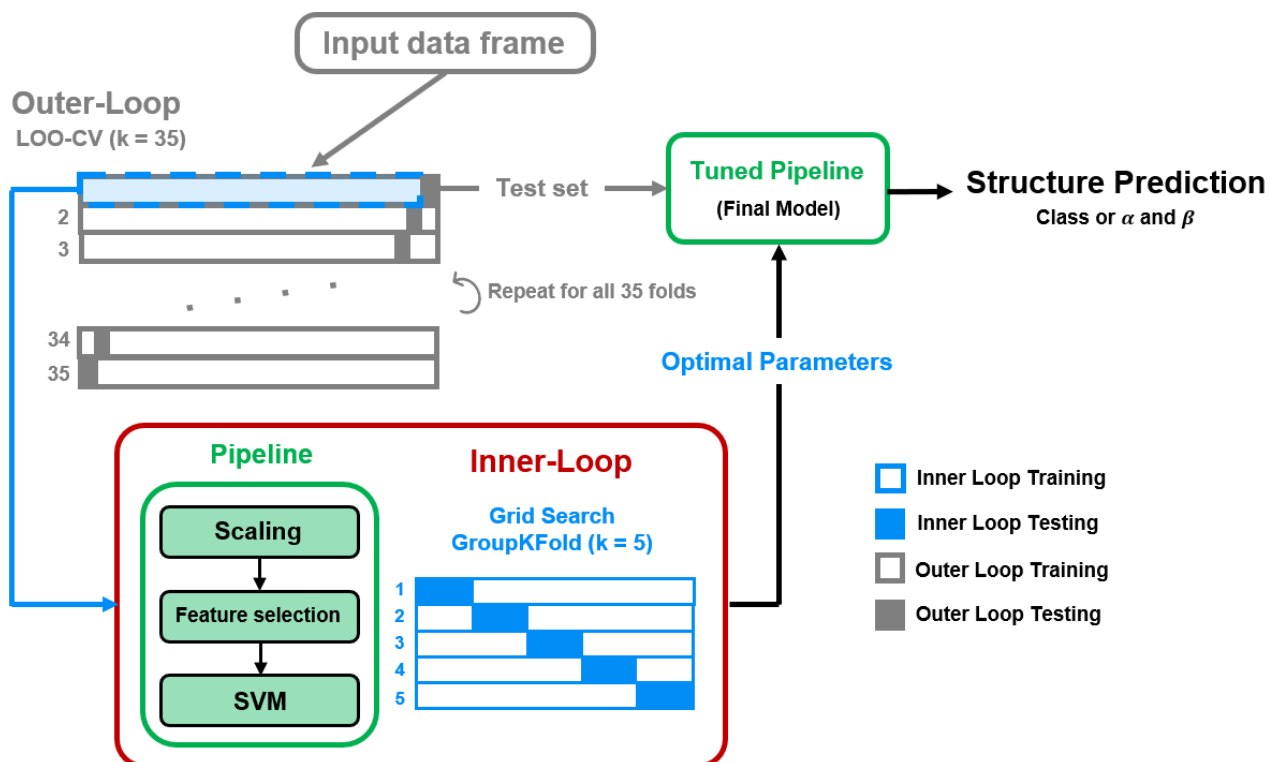 Input data frame
Outer-Loop
LOO-CV (k = 35)
Test set
2
3
Repeat for all 35 folds
34
35
Tuned Pipeline
(Final Model)
Structure Prediction
Class or α and β
Optimal Parameters
Pipeline
Scaling
Feature selection
SVM
Inner-Loop
Grid Search
GroupKFold (k = 5)
1
2
3
4
5
Inner Loop Training
Inner Loop Testing
Outer Loop Training
Outer Loop Testing